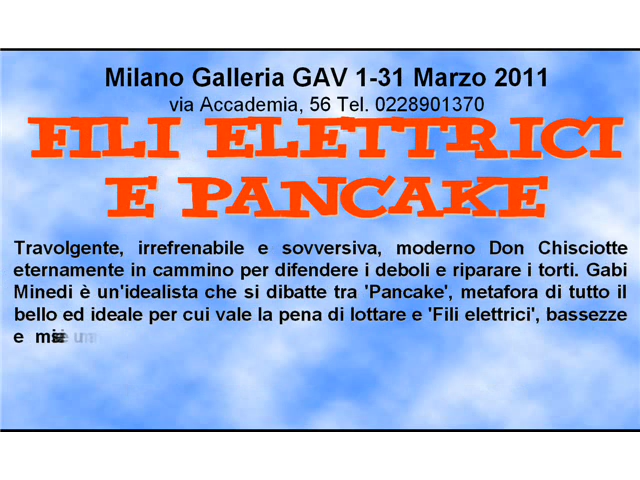 Milano Galleria GAV 1-31 Marzo 2011
via Accademia, 56 Tel. 0228901370
FILI ELETTRICI
E PANCAKE
Travolgente, irrefrenabile e sovversiva, moderno Don Chisciotte
eternamente in cammino per difendere i deboli e riparare i torti. Gabi
Minedi è un'idealista che si dibatte tra 'Pancake', metafora di tutto il
bello ed ideale per cui vale la pena di lottare e 'Fili elettrici', bassezze
e